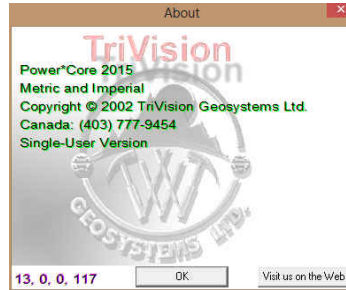 About
TriVision
TriVision
Power*Core 2015
Metric and Imperial
Copyright © 2002 TriVision Geosystems Ltd.
Canada: (403) 777-9454
Single-User Version
GEOSYSTEMS LTD.
13, 0, 0, 117
OK
Visit us on the Web